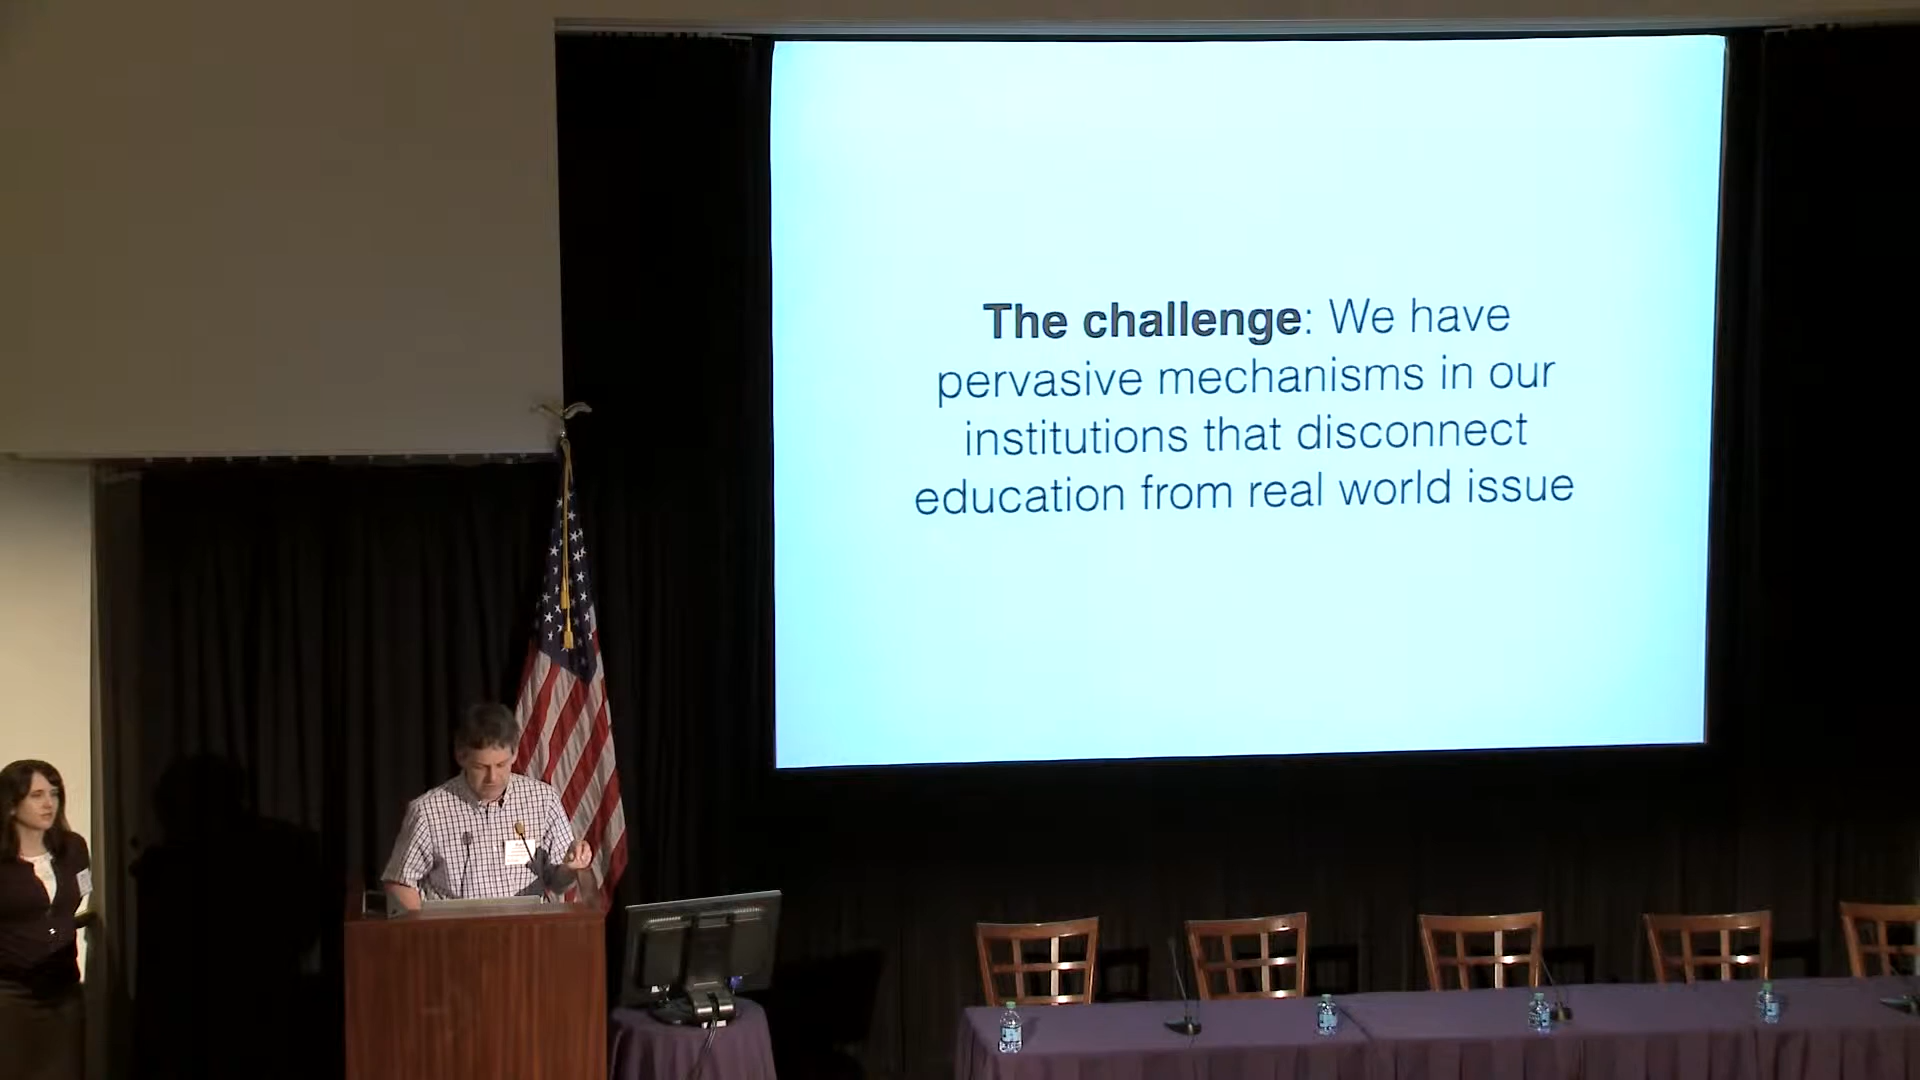 The challenge: We have
pervasive mechanisms in our
institutions that disconnect
education from real world issue